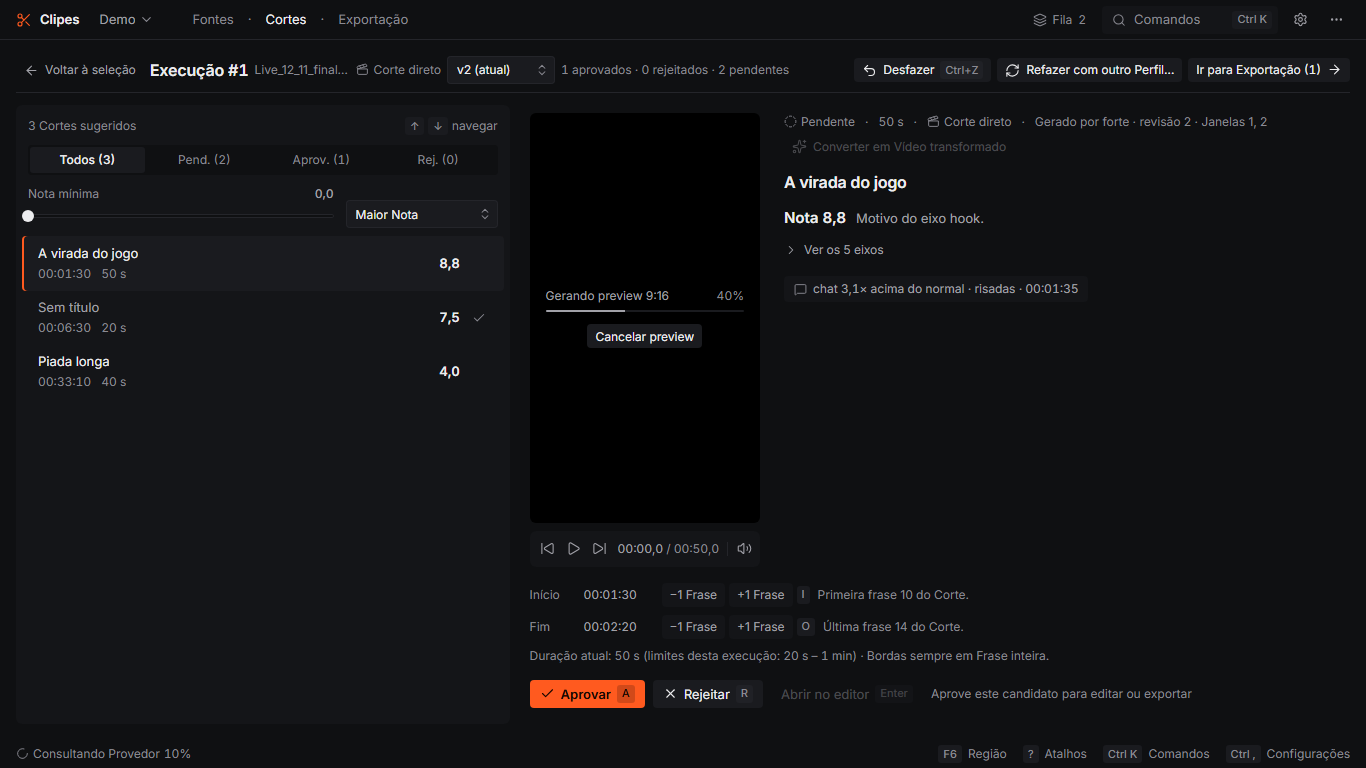 Clipes Demo Fontes · Cortes · Exportação Fila 2 Comandos Ctrl K
Voltar à seleção Execução #1 Live_12_11_final... Corte direto v2 (atual) 1 aprovados · 0 rejeitados · 2 pendentes Desfazer Ctrl+Z Refazer com outro Perfil... Ir para Exportação (1)
3 Cortes sugeridos ↑ ↓ navegar
Todos (3) Pend. (2) Aprov. (1) Rej. (0)
Nota mínima 0,0
Maior Nota
A virada do jogo
00:01:30 50 s
8,8
Sem título
00:06:30 20 s
7,5
Piada longa
00:33:10 40 s
4,0
Gerando preview 9:16 40%
Cancelar preview
00:00,0 / 00:50,0
Pendente · 50 s · Corte direto · Gerado por forte · revisão 2 · Janelas 1, 2
Converter em Vídeo transformado
A virada do jogo
Nota 8,8 Motivo do eixo hook.
Ver os 5 eixos
chat 3,1× acima do normal · risadas · 00:01:35
Início 00:01:30 −1 Frase +1 Frase I Primeira frase 10 do Corte.
Fim 00:02:20 −1 Frase +1 Frase O Última frase 14 do Corte.
Duração atual: 50 s (limites desta execução: 20 s – 1 min) · Bordas sempre em Frase inteira.
Aprovar A Rejeitar R Abrir no editor Enter Aprove este candidato para editar ou exportar
Consultando Provedor 10% F6 Região ? Atalhos Ctrl K Comandos Ctrl , Configurações